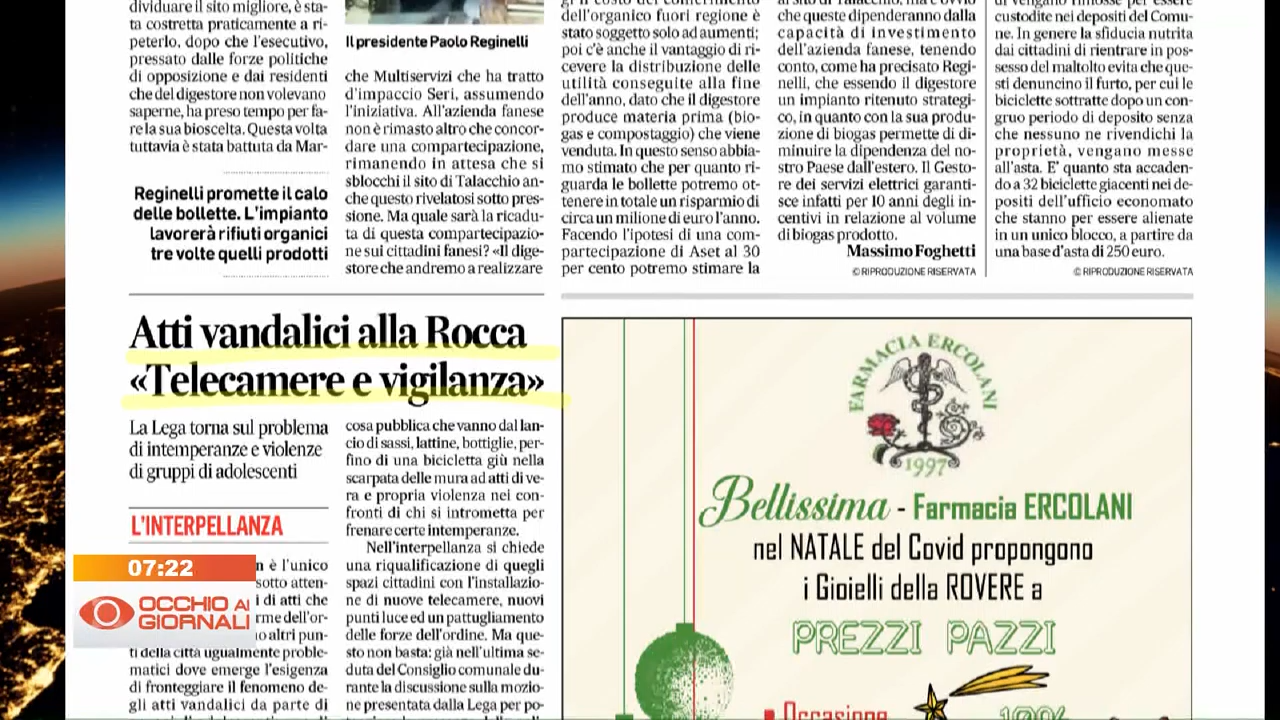 dividuare il sito migliore, è sta-
ta costretta praticamente a ri-
peterlo, dopo che l'esecutivo,
pressato dalle forze politiche
di opposizione e dai residenti
che del digestore non volevano
saperne, ha preso tempo per fa-
re la sua bioscelta. Questa volta
tuttavia è stata battuta da Mar-
Reginelli promette il calo
delle bollette. L'impianto
lavorerà rifiuti organici
tre volte quelli prodotti
Il presidente Paolo Reginelli
che Multiservizi che ha tratto
d'impaccio Seri, assumendo
l'iniziativa. All'azienda fanese
non è rimasto altro che concor-
dare una compartecipazione,
rimanendo in attesa che si
sblocchi il sito di Talacchio an-
che questo rivelatosi sotto pres-
sione. Ma quale sarà la ricadu-
ta di questa compartecipazio-
ne sui cittadini fanesi? «Il dige-
store che andremo a realizzare
dell'organico fuori regione è
stato soggetto solo ad aumenti;
poi c'è anche il vantaggio di ri-
cevere la distribuzione delle
utilità conseguite alla fine
dell'anno, dato che il digestore
produce materia prima (bio-
gas e compostaggio) che viene
venduta. In questo senso abbia-
mo stimato che per quanto ri-
guarda le bollette potremo ot-
tenere in totale un risparmio di
circa un milione di euro l'anno.
Facendo l'ipotesi di una com-
partecipazione di Aset al 30
per cento potremo stimare la
che queste dipenderanno dalla
capacità di investimento
dell'azienda fanese, tenendo
conto, come ha precisato Regi-
nelli, che essendo il digestore
un impianto ritenuto strategi-
co, in quanto con la sua produ-
zione di biogas permette di di-
minuire la dipendenza del no-
stro Paese dall'estero. Il Gesto-
re dei servizi elettrici garanti-
sce infatti per 10 anni degli in-
centivi in relazione al volume
di biogas prodotto.
Massimo Foghetti
© RIPRODUZIONE RISERVATA
di vengano rimosse per essere
custodite nei depositi del Comu-
ne. In genere la sfiducia nutrita
dai cittadini di rientrare in pos-
sesso del maltolto evita che que-
sti denuncino il furto, per cui le
biciclette sottratte dopo un con-
gruo periodo di deposito senza
che nessuno ne rivendichi la
proprietà, vengano messe
all'asta. E' quanto sta accaden-
do a 32 biciclette giacenti nei de-
positi dell'ufficio economato
che stanno per essere alienate
in un unico blocco, a partire da
una base d'asta di 250 euro.
© RIPRODUZIONE RISERVATA
Atti vandalici alla Rocca
«Telecamere e vigilanza»
La Lega torna sul problema
di intemperanze e violenze
di gruppi di adolescenti
L'INTERPELLANZA
n è l'unico
sotto atten-
i di atti che
rme dell'or-
o altri pun-
ti della città ugualmente proble-
matici dove emerge l'esigenza
di fronteggiare il fenomeno de-
gli atti vandalici da parte di
cosa pubblica che vanno dal lan-
cio di sassi, lattine, bottiglie, per-
fino di una bicicletta già nella
scarpata delle mura ad atti di ve-
ra e propria violenza nei con-
fronti di chi si intrometta per
frenare certe intemperanze.
Nell'interpellanza si chiede
una riqualificazione di quegli
spazi cittadini con l'installazio-
ne di nuove telecamere, nuovi
punti luce ed un pattugliamento
delle forze dell'ordine. Ma que-
sto non basta: già nell'ultima se-
duta del Consiglio comunale du-
rante la discussione sulla mozio-
ne presentata dalla Lega per po-
07:22
OCCHIO AI
GIORNALI
FARMACIA ERCOLANI
1997
Bellissima - Farmacia ERCOLANI
nel NATALE del Covid propongono
i Gioielli della ROVERE a
PREZZI PAZZI
Occasione